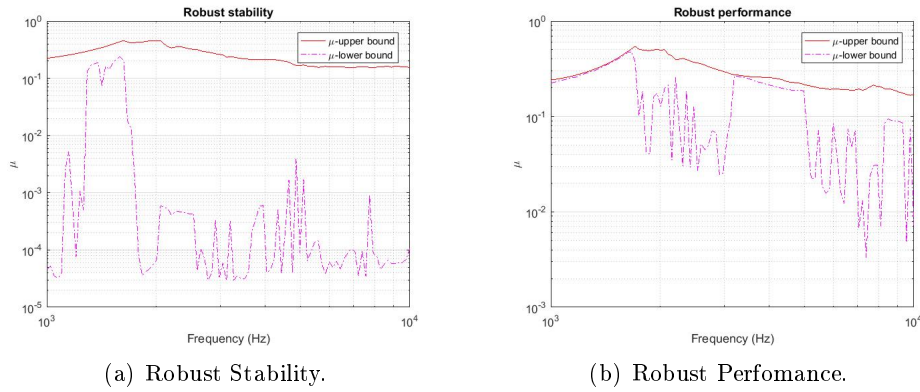 Robust stability
10^0
10^-1
10^-2
10^-3
10^-4
10^-5
μ
μ-upper bound
μ-lower bound
10^3
10^4
Frequency (Hz)
(a) Robust Stability.
Robust performance
10^0
10^-1
10^-2
10^-3
μ
μ-upper bound
μ-lower bound
10^3
10^4
Frequency (Hz)
(b) Robust Perfomance.